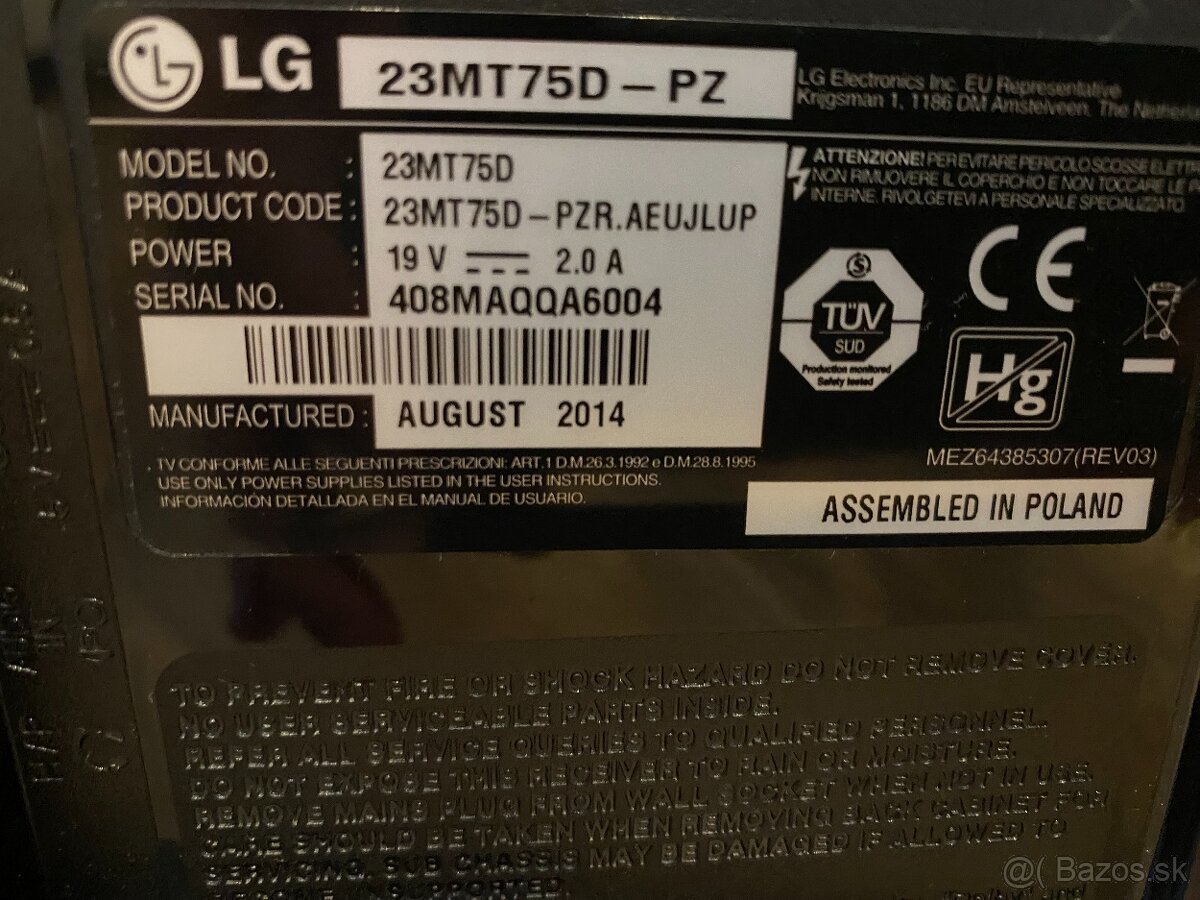 LG 23MT75D-PZ
LG Electronics Inc. EU Representative
Krijgsman 1, 1186 DM Amstelveen, The
MODEL NO. : 23MT75D
PRODUCT CODE : 23MT75D-PZR.AEUJLUP
POWER : 19 V 2.0 A
SERIAL NO. : 408MAQQA6004
MANUFACTURED : AUGUST 2014
ATTENZIONE! PER EVITARE PERICOLO SCOSSE
NON RIMUOVERE IL COPERCHIO E NON TOCCARE LE
INTERNE. RIVOLGETEVI A PERSONALE SPECIALIZZATO
S
TÜV
SUD
Production monitored
Safety tested
CE
Hg
. TV CONFORME ALLE SEGUENTI PRESCRIZIONI: ART.1 D.M.26.3.1992 e D.M.28.8.1995
USE ONLY POWER SUPPLIES LISTED IN THE USER INSTRUCTIONS.
INFORMACIÓN DETALLADA EN EL MANUAL DE USUARIO.
MEZ64385307(REV03)
ASSEMBLED IN POLAND
TO PREVENT FIRE OR SHOCK HAZARD DO NOT REMOVE COVER.
NO USER SERVICEABLE PARTS INSIDE.
REFER ALL SERVICE QUERIES TO QUALIFIED PERSONNEL.
DO NOT EXPOSE THIS RECEIVER TO RAIN OR MOISTURE.
REMOVE MAINS PLUG FROM WALL SOCKET WHEN NOT IN USE.
CARE SHOULD BE TAKEN WHEN REMOVING BACK CABINET FOR
SERVICING. SUB CHASSIS MAY BE DAMAGED IF ALLOWED TO
BECOME UNSUPPORTED.
H/P
@( Bazos.sk